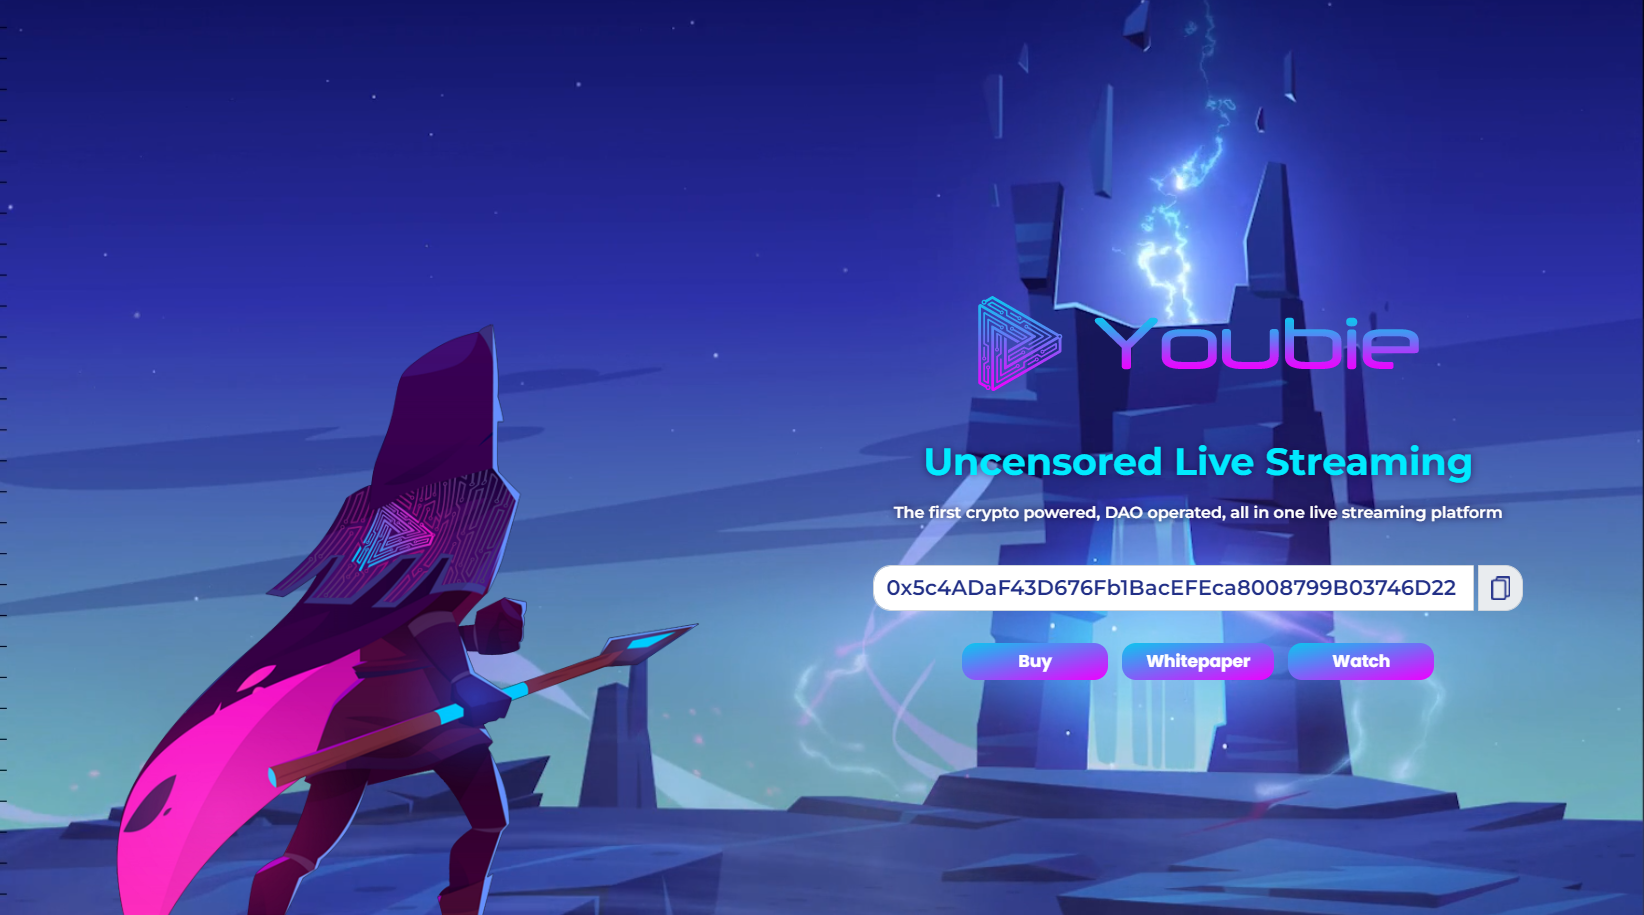 Youbie
Uncensored Live Streaming
The first crypto powered, DAO operated, all in one live streaming platform
0x5c4ADaF43D676Fb1BacEFEca8008799B03746D22
Buy
Whitepaper
Watch